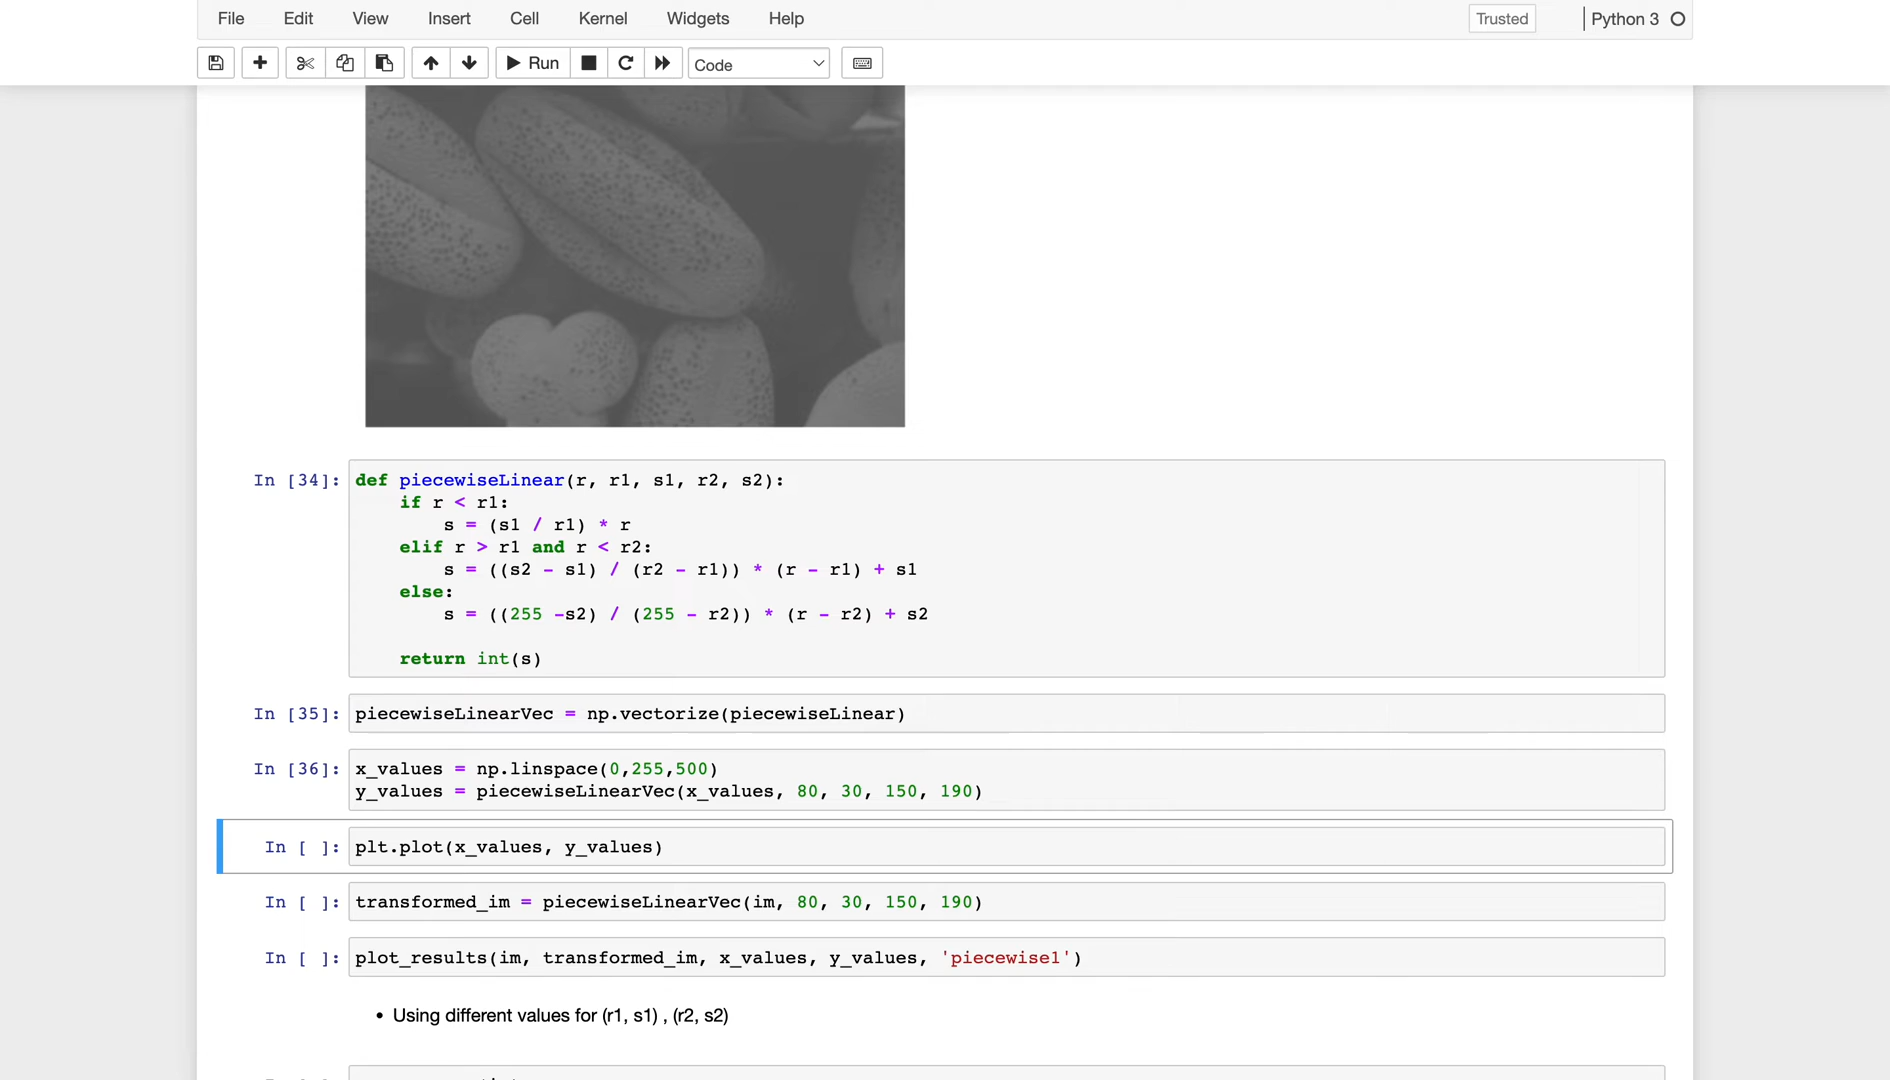 File Edit View Insert Cell Kernel Widgets Help Trusted Python 3
Run Code
In [34]: def piecewiseLinear(r, r1, s1, r2, s2):
if r < r1:
s = (s1 / r1) * r
elif r > r1 and r < r2:
s = ((s2 - s1) / (r2 - r1)) * (r - r1) + s1
else:
s = ((255 -s2) / (255 - r2)) * (r - r2) + s2
return int(s)
In [35]: piecewiseLinearVec = np.vectorize(piecewiseLinear)
In [36]: x_values = np.linspace(0,255,500)
y_values = piecewiseLinearVec(x_values, 80, 30, 150, 190)
In [ ]: plt.plot(x_values, y_values)
In [ ]: transformed_im = piecewiseLinearVec(im, 80, 30, 150, 190)
In [ ]: plot_results(im, transformed_im, x_values, y_values, 'piecewise1')
• Using different values for (r1, s1) , (r2, s2)